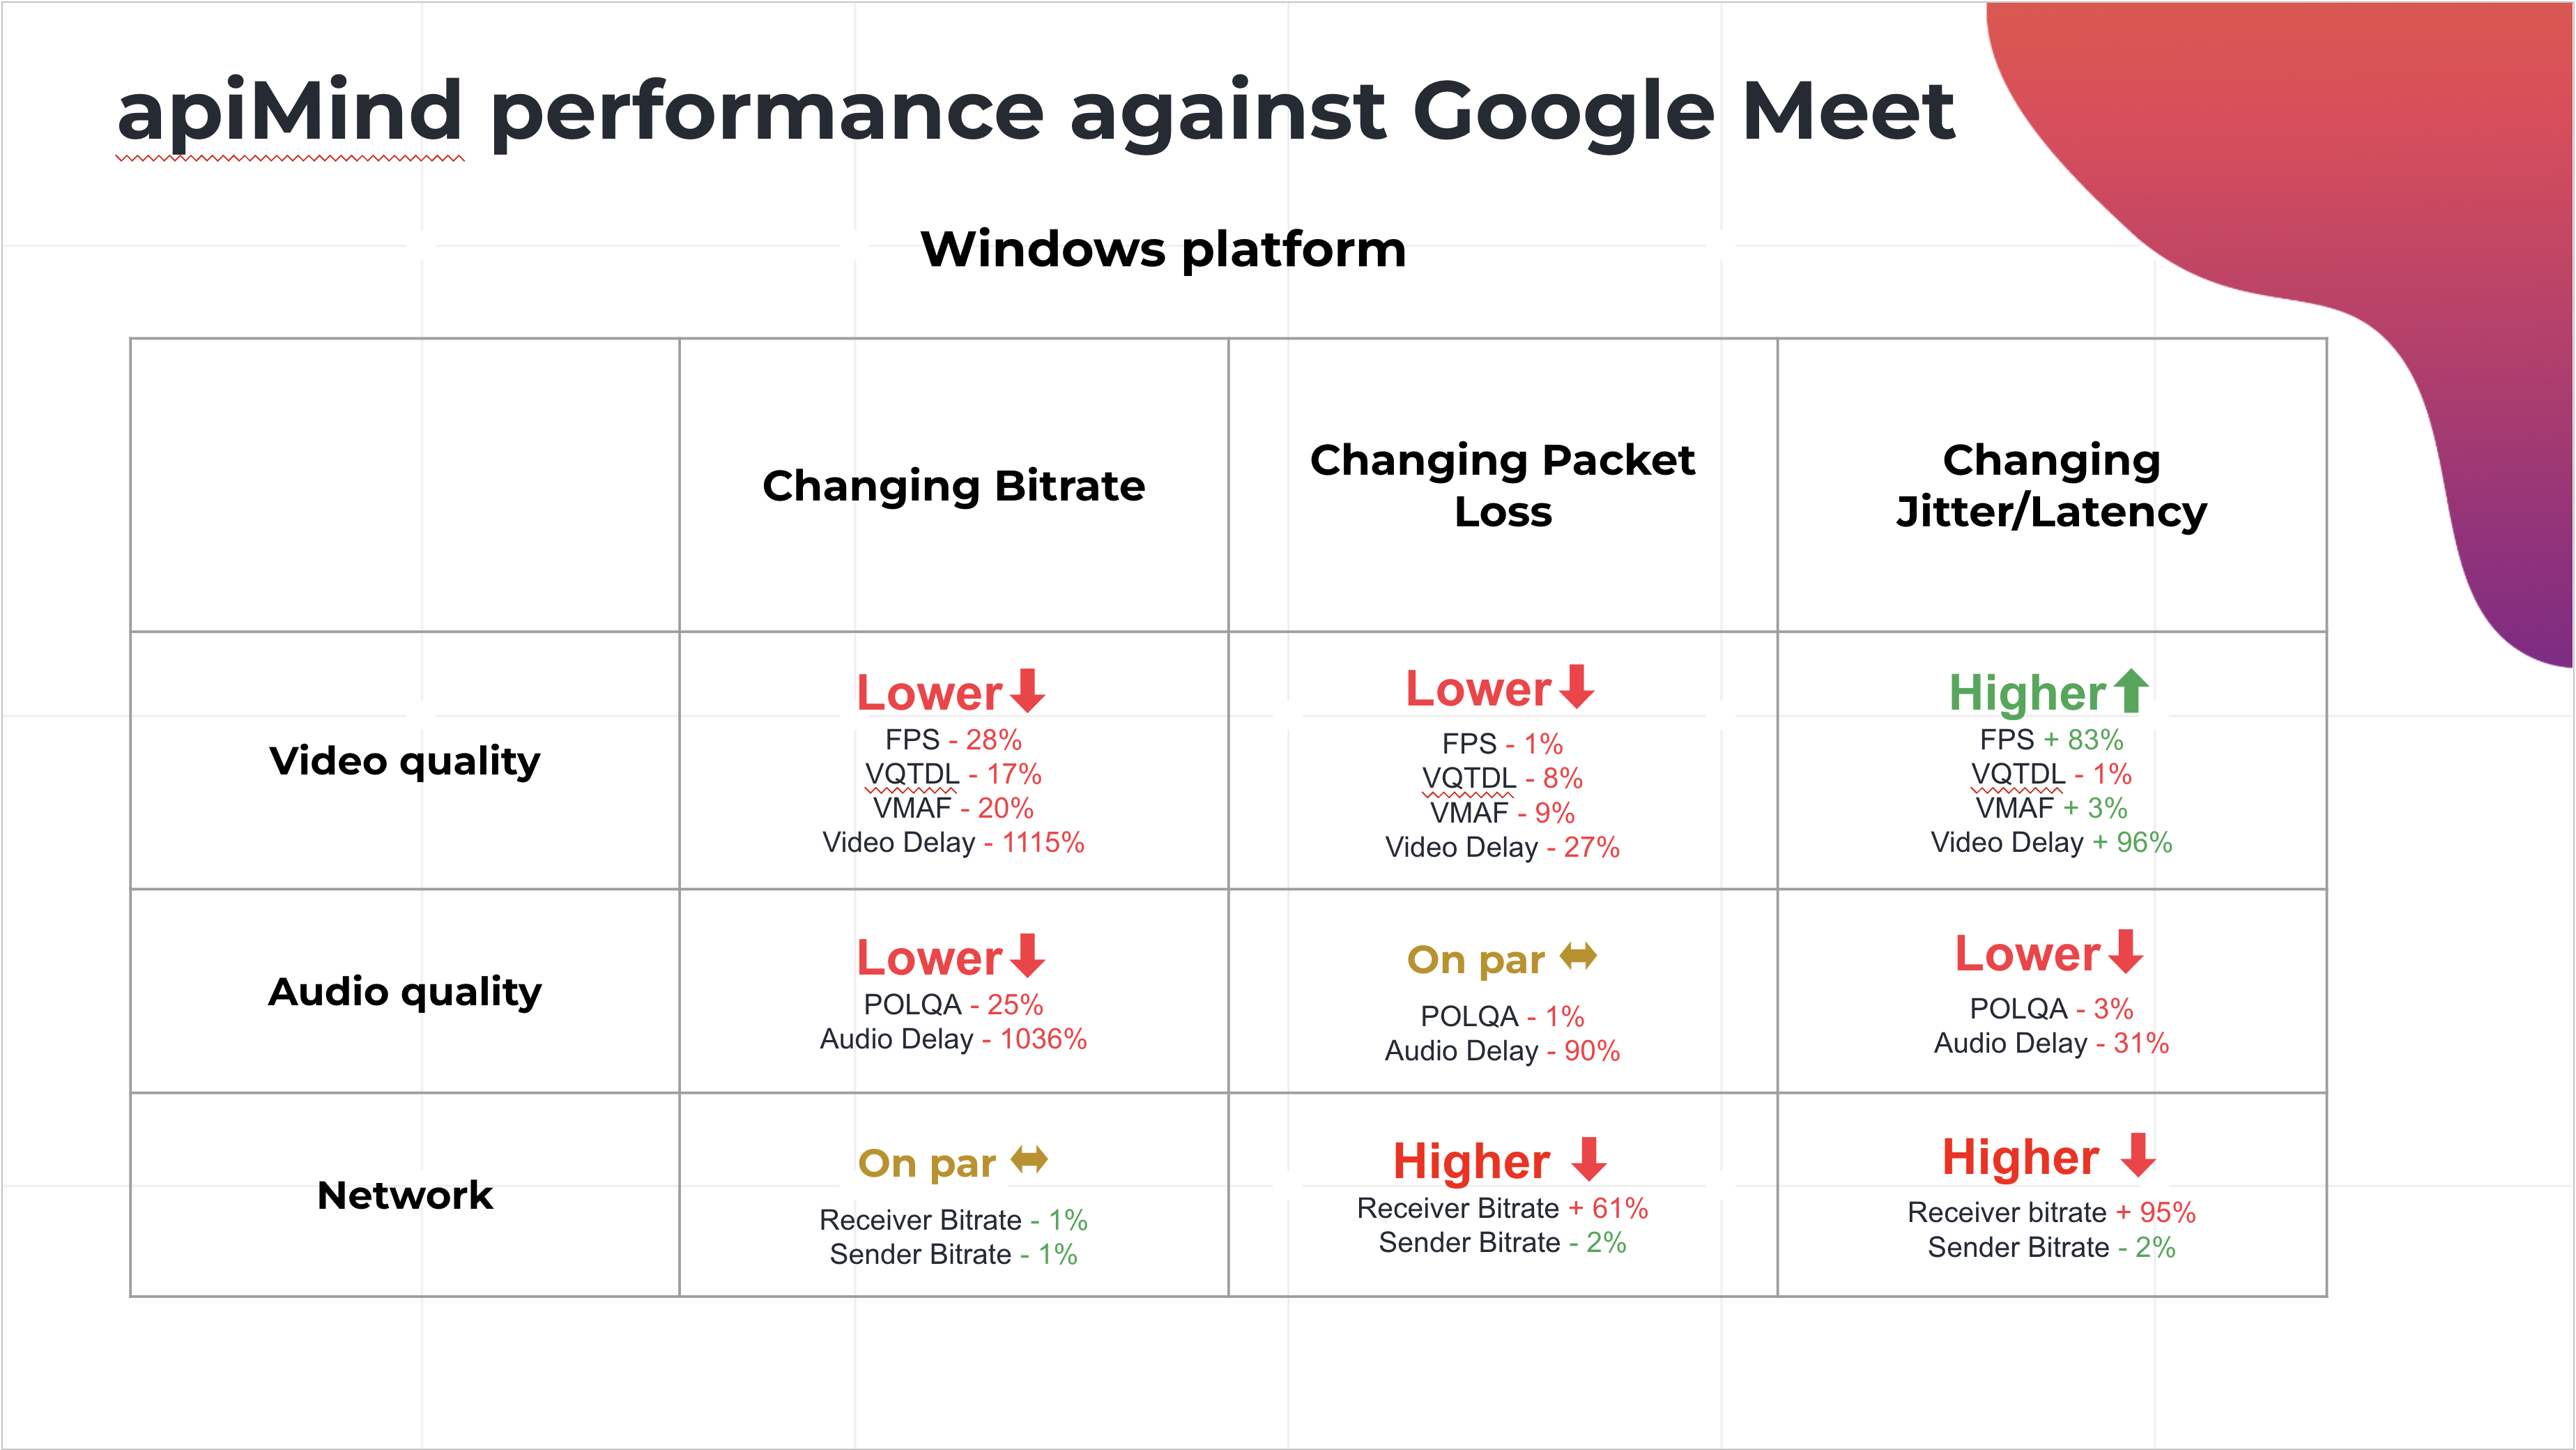 apiMind performance against Google Meet
Windows platform
Changing Bitrate
Changing Packet
Loss
Changing
Jitter/Latency
Video quality
Lower
FPS - 28%
VQTDL - 17%
VMAF - 20%
Video Delay - 1115%
Lower
FPS - 1%
VQTDL - 8%
VMAF - 9%
Video Delay - 27%
Higher
FPS + 83%
VQTDL - 1%
VMAF + 3%
Video Delay + 96%
Audio quality
Lower
POLQA - 25%
Audio Delay - 1036%
On par
POLQA - 1%
Audio Delay - 90%
Lower
POLQA - 3%
Audio Delay - 31%
Network
On par
Receiver Bitrate - 1%
Sender Bitrate - 1%
Higher
Receiver Bitrate + 61%
Sender Bitrate - 2%
Higher
Receiver bitrate + 95%
Sender Bitrate - 2%